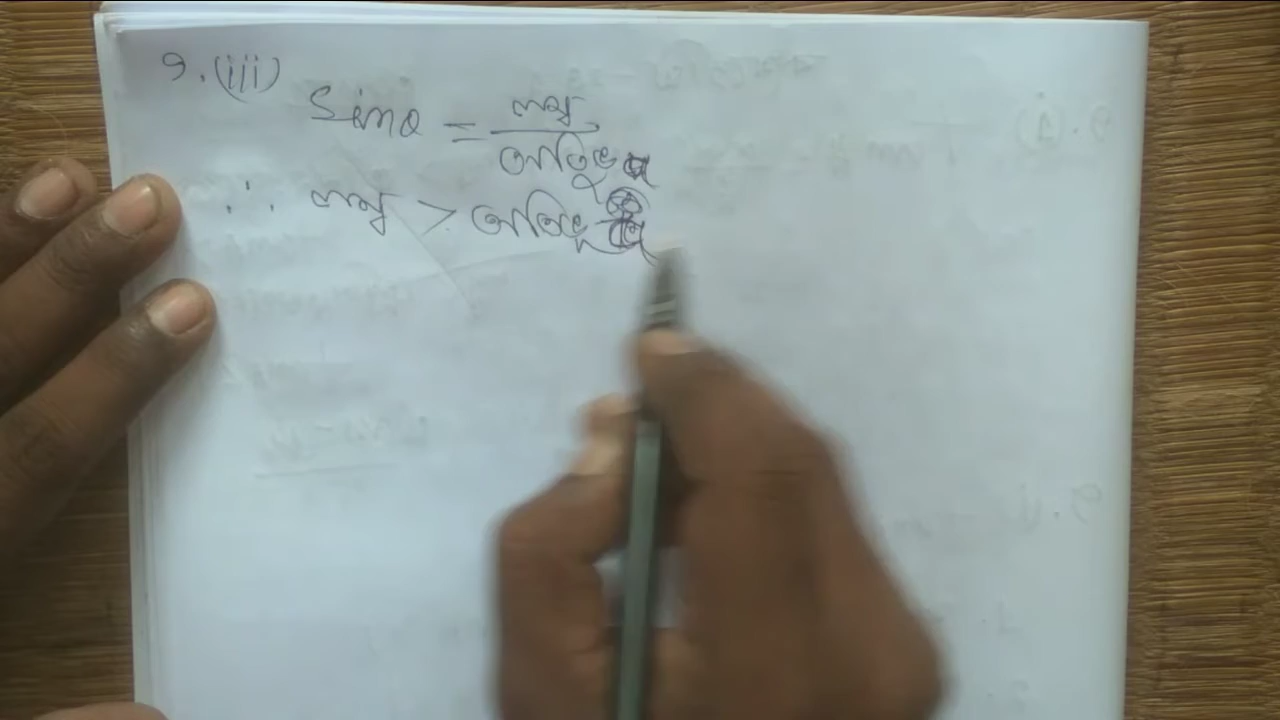 9.(iii)
Sinθ = লম্ব / অতিভুজ
∴ লম্ব > অতিভুজ